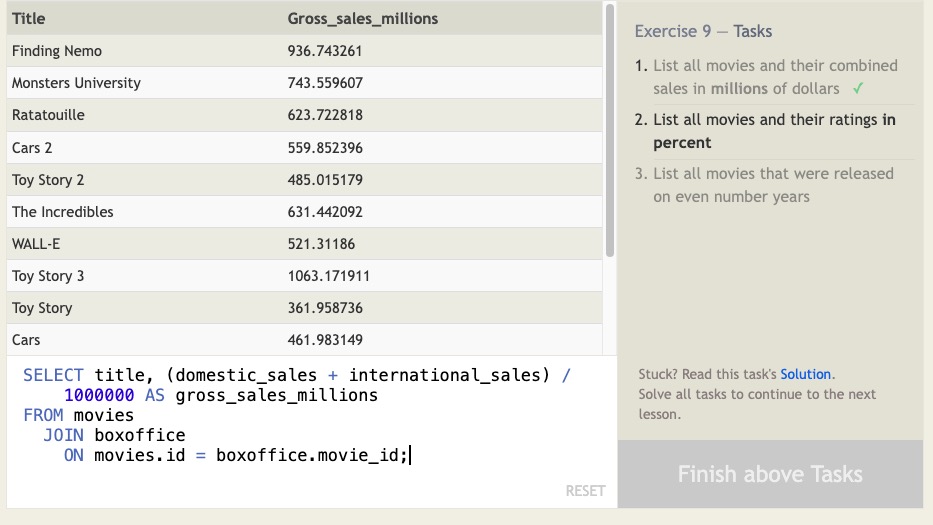 Title Gross_sales_millions
Finding Nemo 936.743261
Monsters University 743.559607
Ratatouille 623.722818
Cars 2 559.852396
Toy Story 2 485.015179
The Incredibles 631.442092
WALL-E 521.31186
Toy Story 3 1063.171911
Toy Story 361.958736
Cars 461.983149
SELECT title, (domestic_sales + international_sales) /
1000000 AS gross_sales_millions
FROM movies
JOIN boxoffice
ON movies.id = boxoffice.movie_id;
RESET
Exercise 9 — Tasks
1. List all movies and their combined
sales in millions of dollars ✓
2. List all movies and their ratings in
percent
3. List all movies that were released
on even number years
Stuck? Read this task's Solution.
Solve all tasks to continue to the next
lesson.
Finish above Tasks